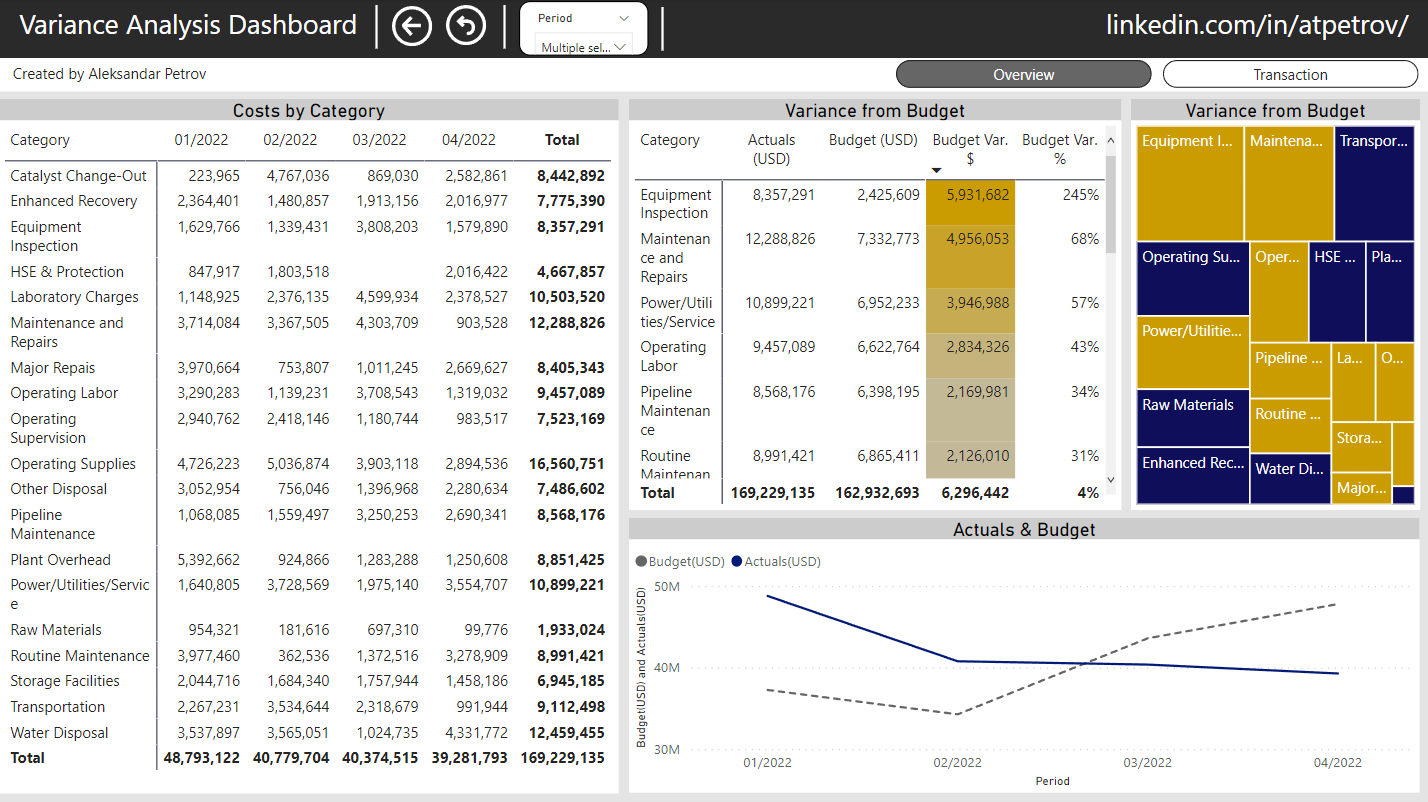 Variance Analysis Dashboard
Period
Multiple sel...
linkedin.com/in/atpetrov/
Created by Aleksandar Petrov
Overview
Transaction
Costs by Category
Category 01/2022 02/2022 03/2022 04/2022 Total
Catalyst Change-Out 223,965 4,767,036 869,030 2,582,861 8,442,892
Enhanced Recovery 2,364,401 1,480,857 1,913,156 2,016,977 7,775,390
Equipment 1,629,766 1,339,431 3,808,203 1,579,890 8,357,291
Inspection
HSE & Protection 847,917 1,803,518 2,016,422 4,667,857
Laboratory Charges 1,148,925 2,376,135 4,599,934 2,378,527 10,503,520
Maintenance and 3,714,084 3,367,505 4,303,709 903,528 12,288,826
Repairs
Major Repais 3,970,664 753,807 1,011,245 2,669,627 8,405,343
Operating Labor 3,290,283 1,139,231 3,708,543 1,319,032 9,457,089
Operating 2,940,762 2,418,146 1,180,744 983,517 7,523,169
Supervision
Operating Supplies 4,726,223 5,036,874 3,903,118 2,894,536 16,560,751
Other Disposal 3,052,954 756,046 1,396,968 2,280,634 7,486,602
Pipeline 1,068,085 1,559,497 3,250,253 2,690,341 8,568,176
Maintenance
Plant Overhead 5,392,662 924,866 1,283,288 1,250,608 8,851,425
Power/Utilities/Servic 1,640,805 3,728,569 1,975,140 3,554,707 10,899,221
e
Raw Materials 954,321 181,616 697,310 99,776 1,933,024
Routine Maintenance 3,977,460 362,536 1,372,516 3,278,909 8,991,421
Storage Facilities 2,044,716 1,684,340 1,757,944 1,458,186 6,945,185
Transportation 2,267,231 3,534,644 2,318,679 991,944 9,112,498
Water Disposal 3,537,897 3,565,051 1,024,735 4,331,772 12,459,455
Total 48,793,122 40,779,704 40,374,515 39,281,793 169,229,135
Variance from Budget
Category Actuals Budget (USD) Budget Var. Budget Var.
(USD) $ %
Equipment 8,357,291 2,425,609 5,931,682 245%
Inspection
Maintenan 12,288,826 7,332,773 4,956,053 68%
ce and
Repairs
Power/Utili 10,899,221 6,952,233 3,946,988 57%
ties/Service
Operating 9,457,089 6,622,764 2,834,326 43%
Labor
Pipeline 8,568,176 6,398,195 2,169,981 34%
Maintenan
ce
Routine 8,991,421 6,865,411 2,126,010 31%
Maintenan
Total 169,229,135 162,932,693 6,296,442 4%
Variance from Budget
Equipment I... Maintena... Transpor...
Operating Su... Oper... HSE ... Pla...
Power/Utilitie...
Pipeline ... La... O...
Raw Materials
Routine ...
Stora...
Enhanced Rec... Water Di...
Major...
Actuals & Budget
Budget(USD) Actuals(USD)
Budget(USD) and Actuals(USD)
50M
40M
30M
01/2022 02/2022 03/2022 04/2022
Period